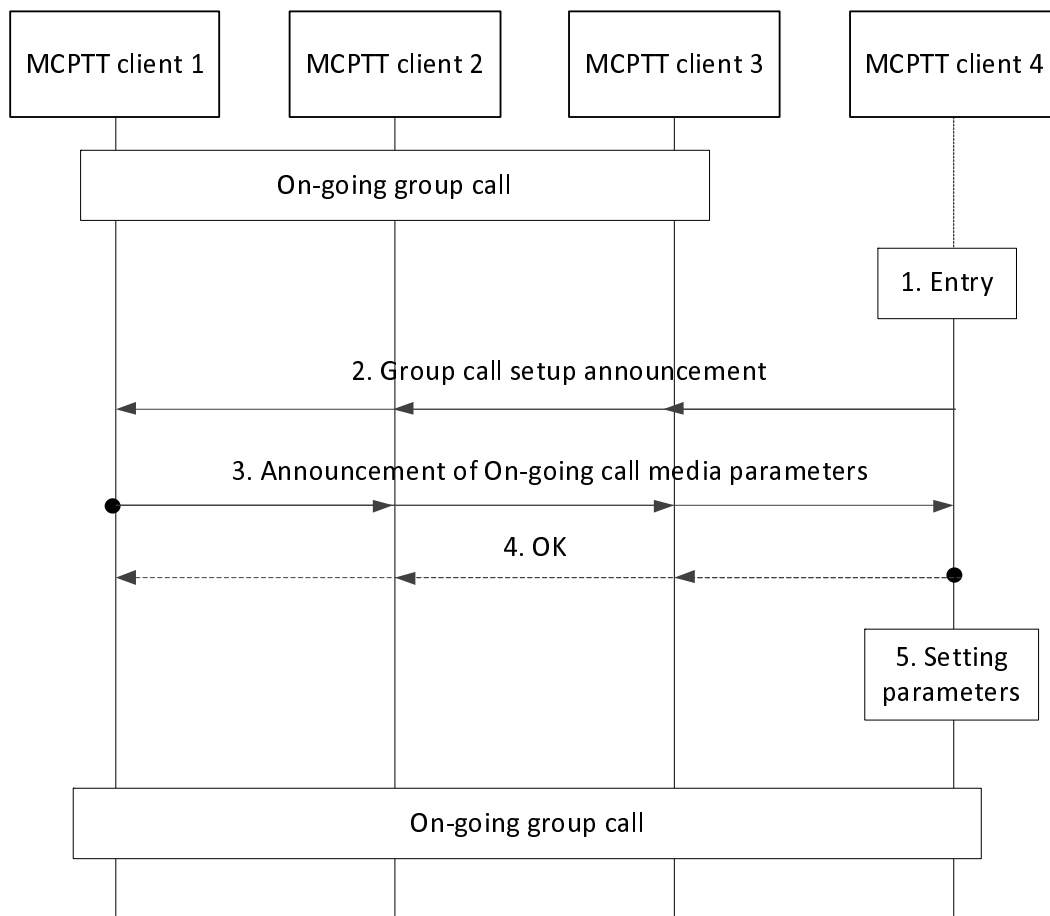 MCPTT client 1
MCPTT client 2
MCPTT client 3
MCPTT client 4
On-going group call
1. Entry
2. Group call setup announcement
3. Announcement of On-going call media parameters
4. OK
5. Setting
parameters
On-going group call